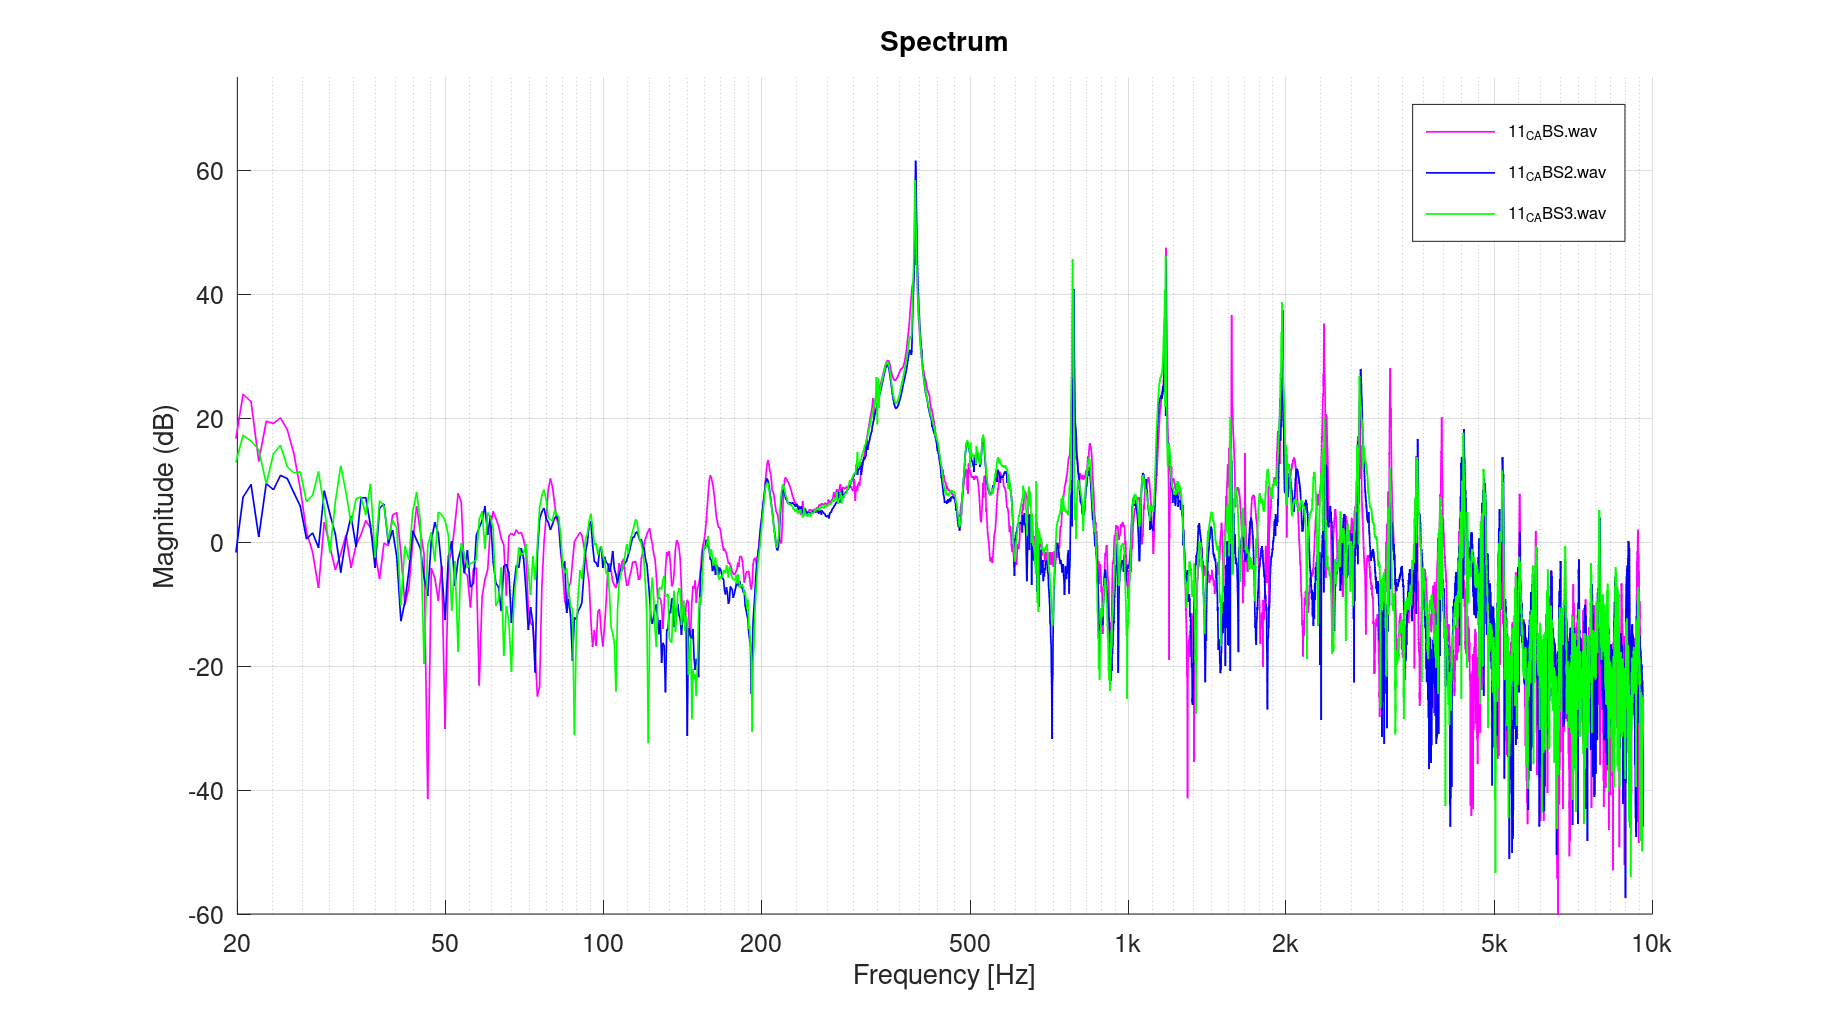 Spectrum
11CABS.wav
11CABS2.wav
11CABS3.wav
Magnitude (dB)
60
40
20
0
-20
-40
-60
20 50 100 200 500 1k 2k 5k 10k
Frequency [Hz]